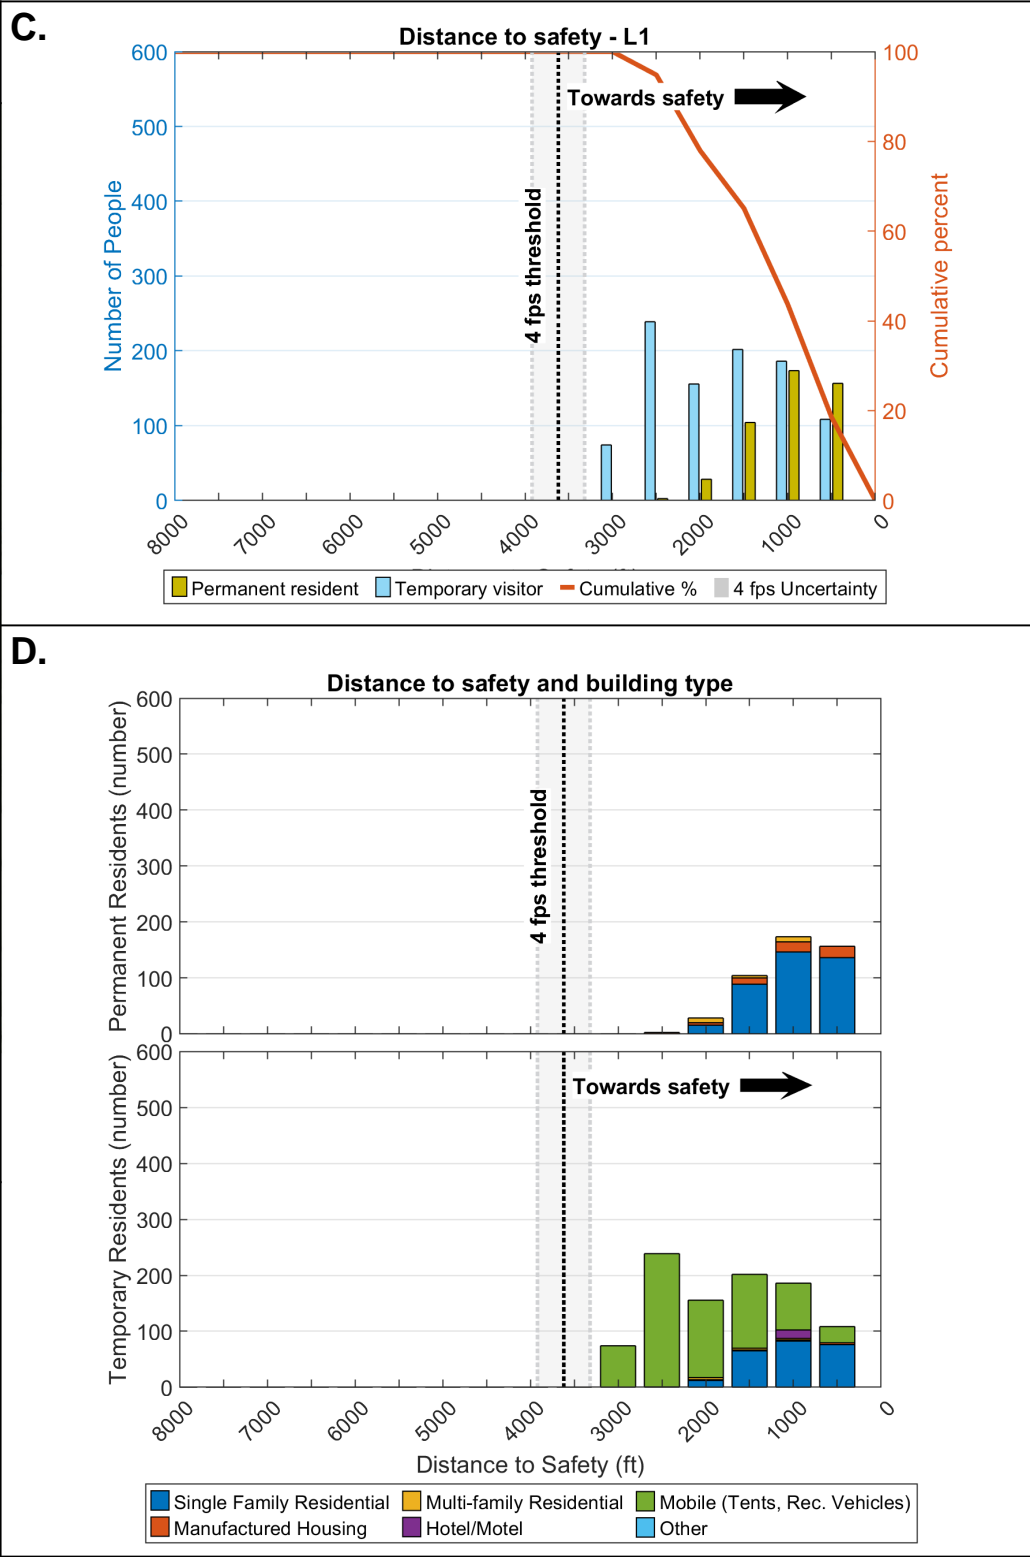 C.
Distance to safety - L1
600
500
400
300
200
100
0
Number of People
100
80
60
40
20
0
Cumulative percent
Towards safety
4 fps threshold
8000 7000 6000 5000 4000 3000 2000 1000 0
Permanent resident Temporary visitor Cumulative % 4 fps Uncertainty
D.
Distance to safety and building type
600
500
400
300
200
100
0
Permanent Residents (number)
4 fps threshold
600
500
400
300
200
100
0
Temporary Residents (number)
Towards safety
8000 7000 6000 5000 4000 3000 2000 1000 0
Distance to Safety (ft)
Single Family Residential Multi-family Residential Mobile (Tents, Rec. Vehicles)
Manufactured Housing Hotel/Motel Other